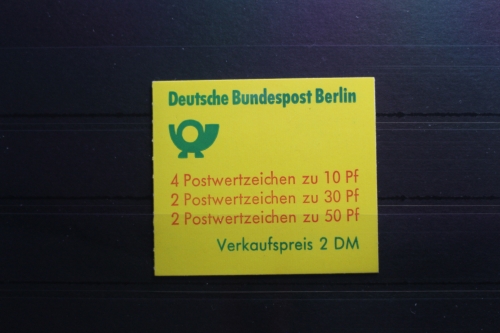 Deutsche Bundespost Berlin
4 Postwertzeichen zu 10 Pf
2 Postwertzeichen zu 30 Pf
2 Postwertzeichen zu 50 Pf
Verkaufspreis 2 DM